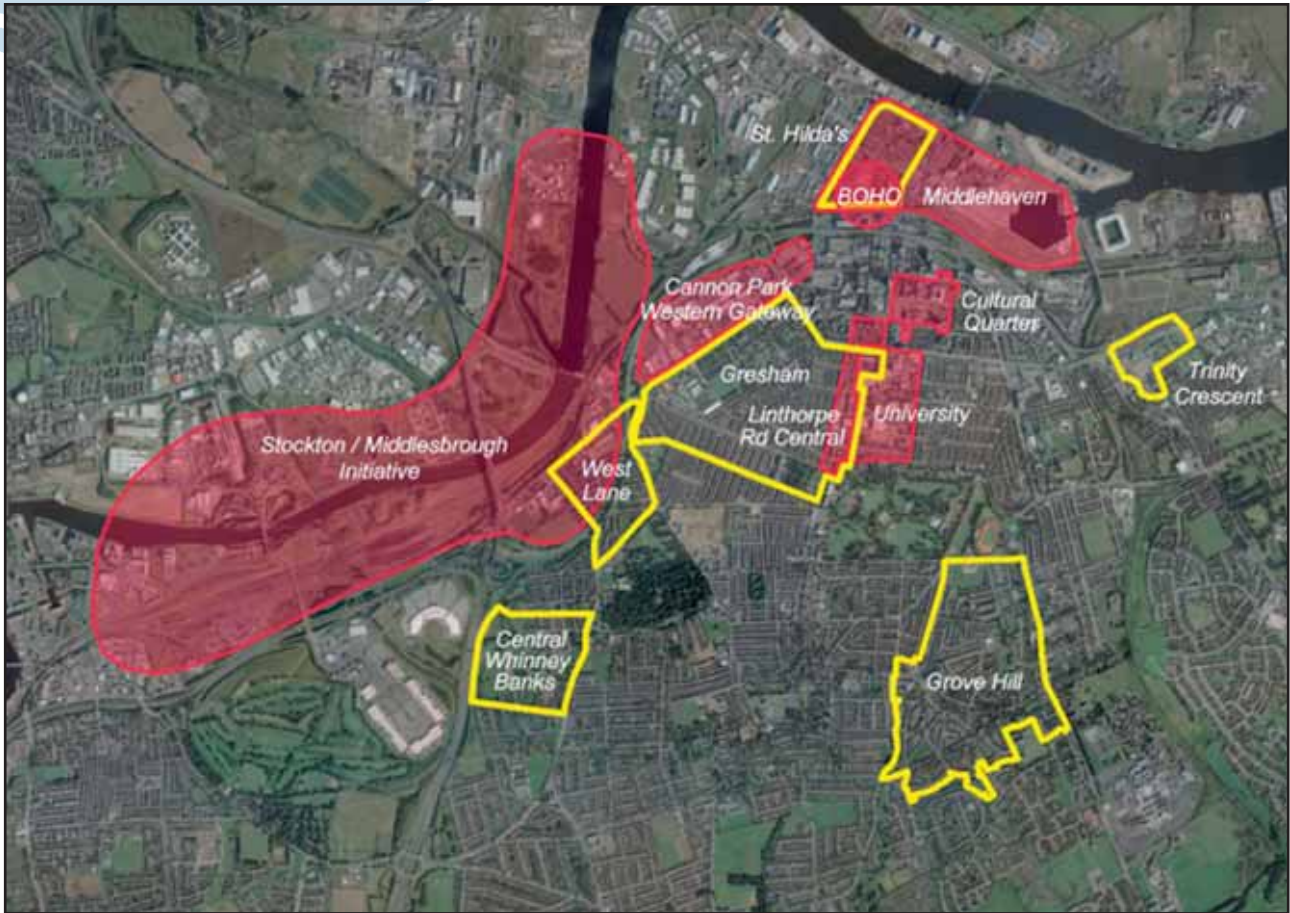 St. Hilda's
BOHO
Middlehaven
Cannon Park
Western Gateway
Cultural
Quarter
Trinity
Crescent
Gresham
Linthorpe
Rd Central
University
Stockton / Middlesbrough
Initiative
West
Lane
Central
Whinney
Banks
Grove Hill